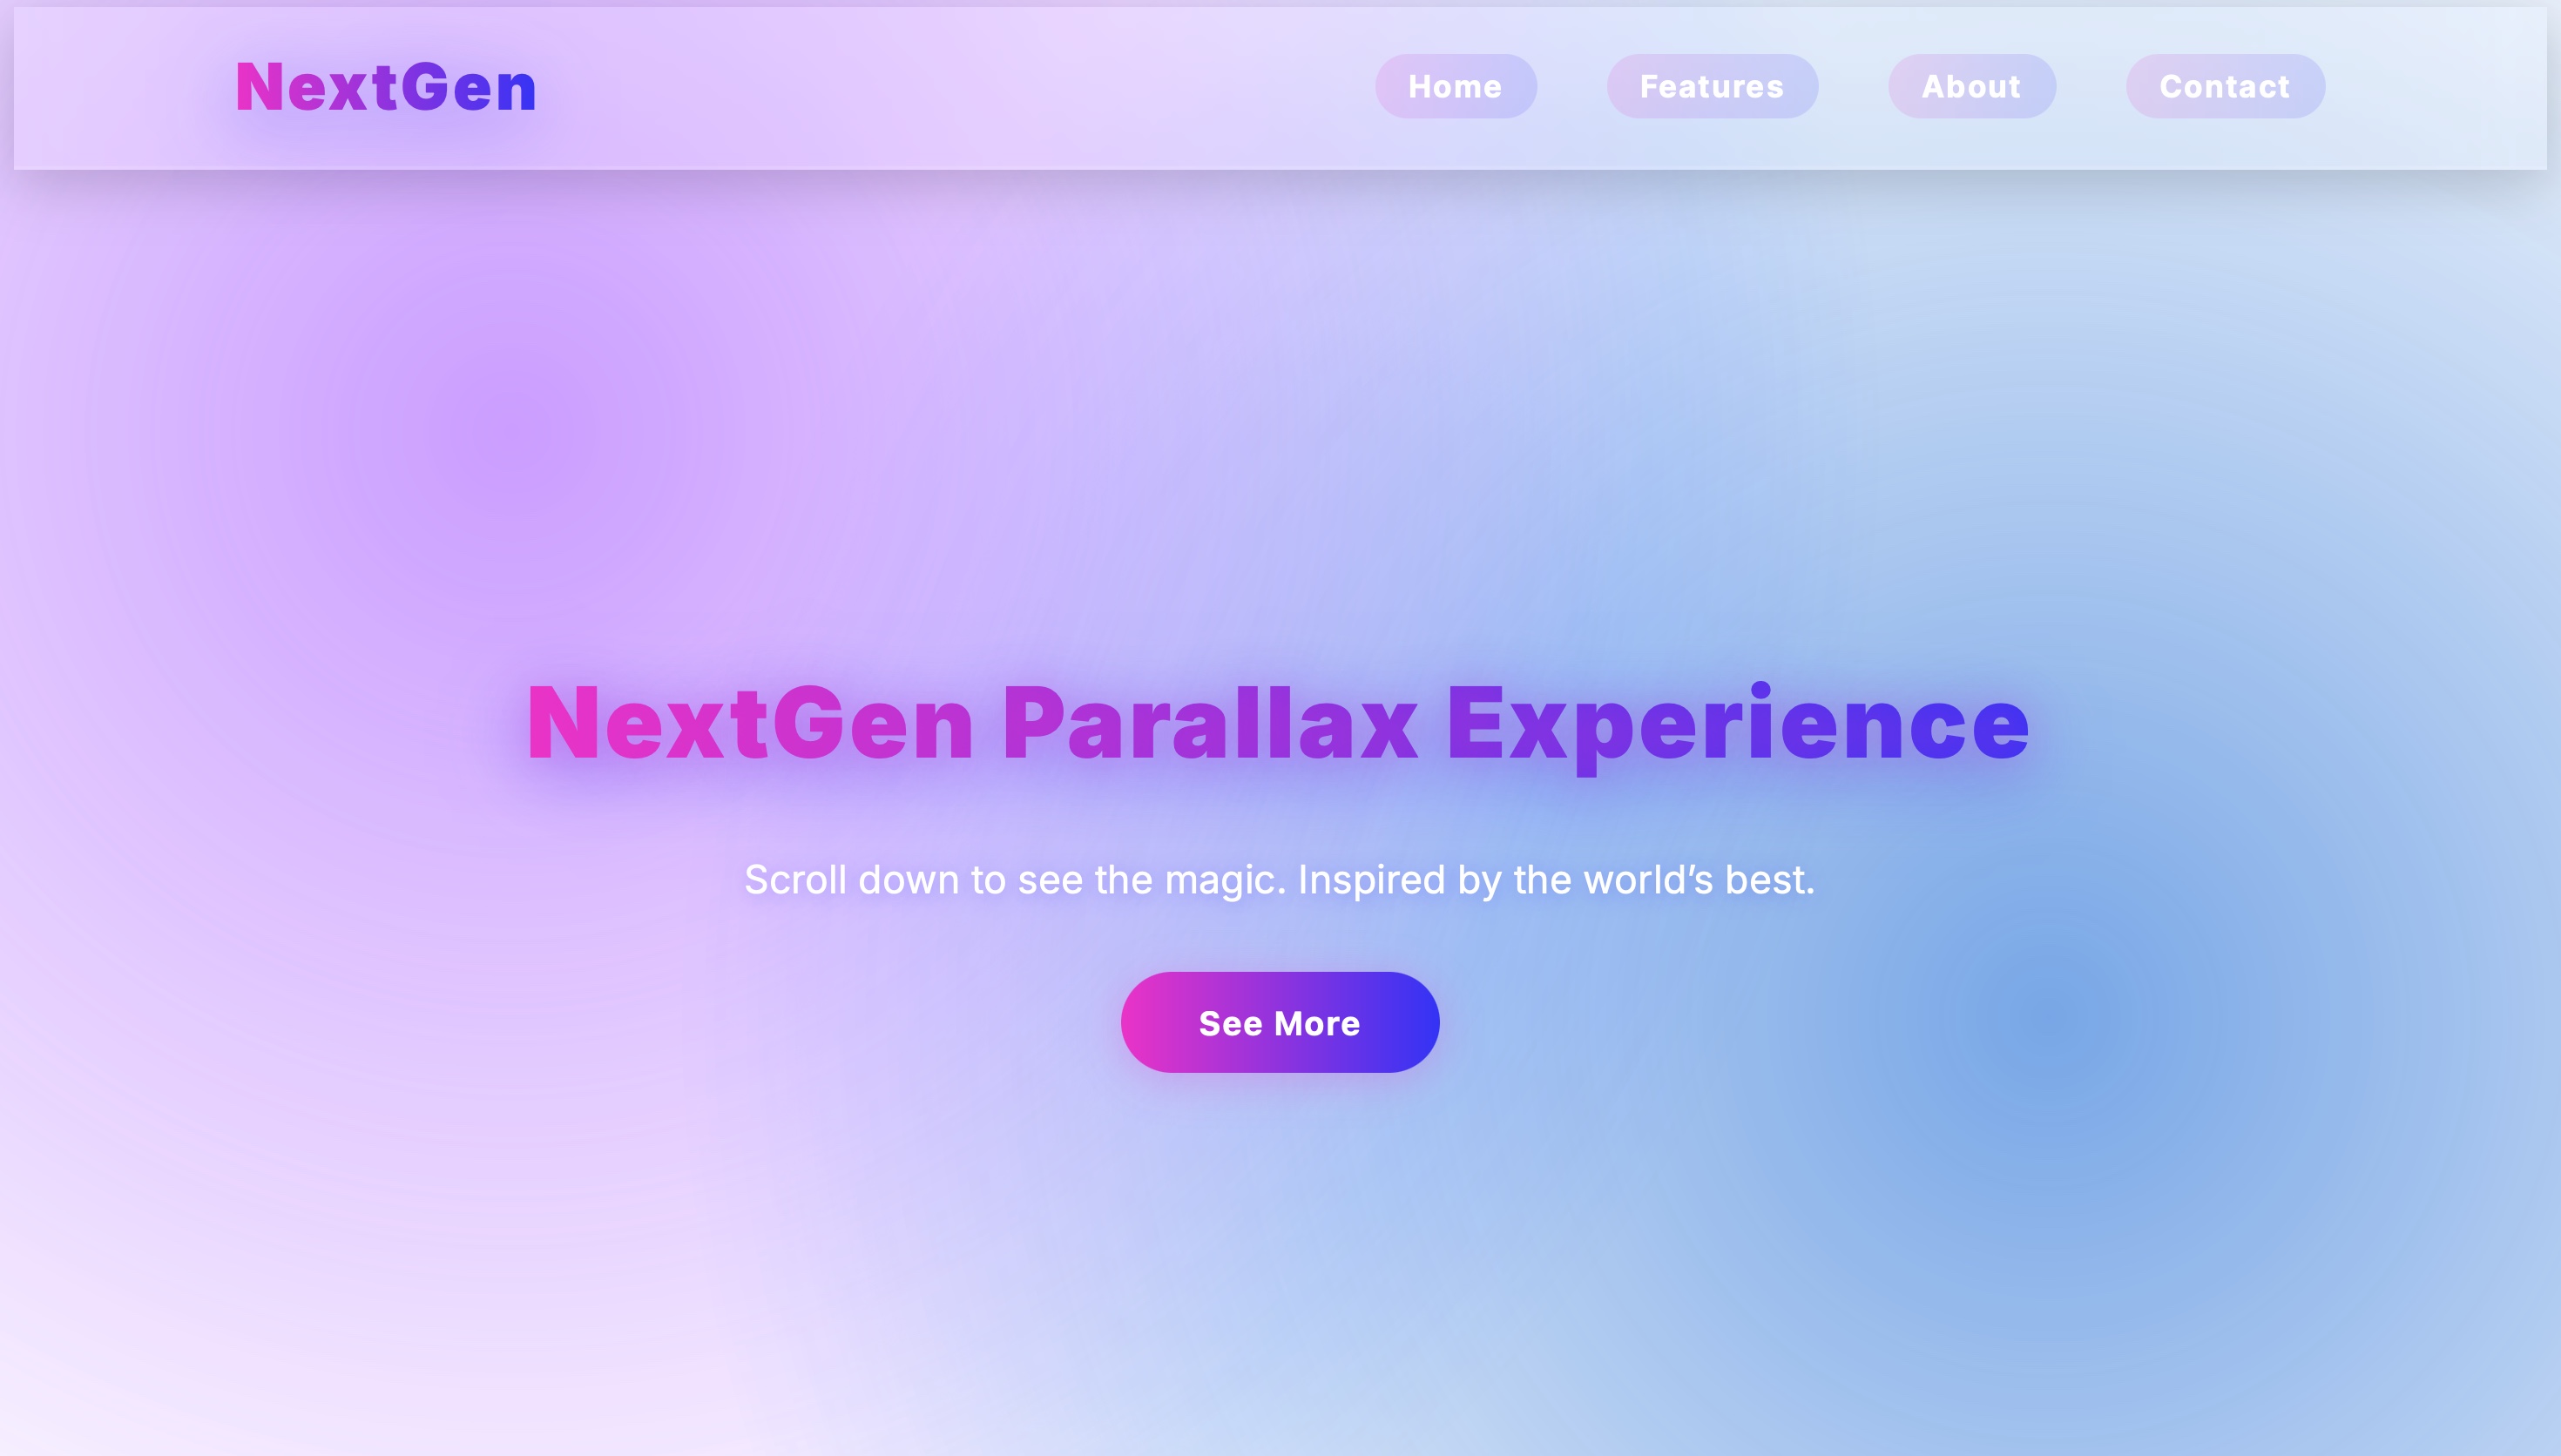 NextGen
Home
Features
About
Contact
NextGen Parallax Experience
Scroll down to see the magic. Inspired by the world’s best.
See More